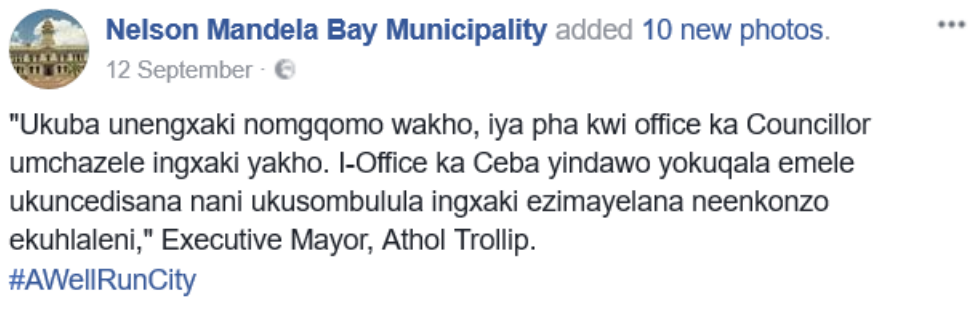 Nelson Mandela Bay Municipality added 10 new photos.
12 September ·
"Ukuba unengxaki nomgqomo wakho, iya pha kwi office ka Councillor
umchazele ingxaki yakho. I-Office ka Ceba yindawo yokuqala emele
ukuncedisana nani ukusombulula ingxaki ezimayelana neenkonzo
ekuhlaleni," Executive Mayor, Athol Trollip.
#AWellRunCity